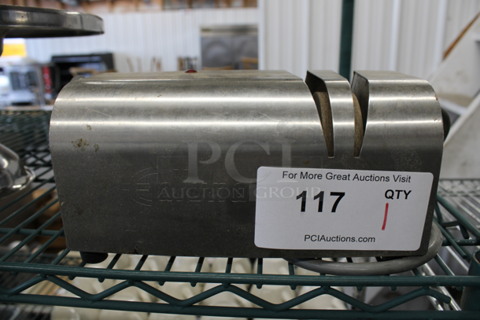 PCI
AUCTION GROUP
For More Great Auctions Visit
117
QTY
1
PCIAuctions.com